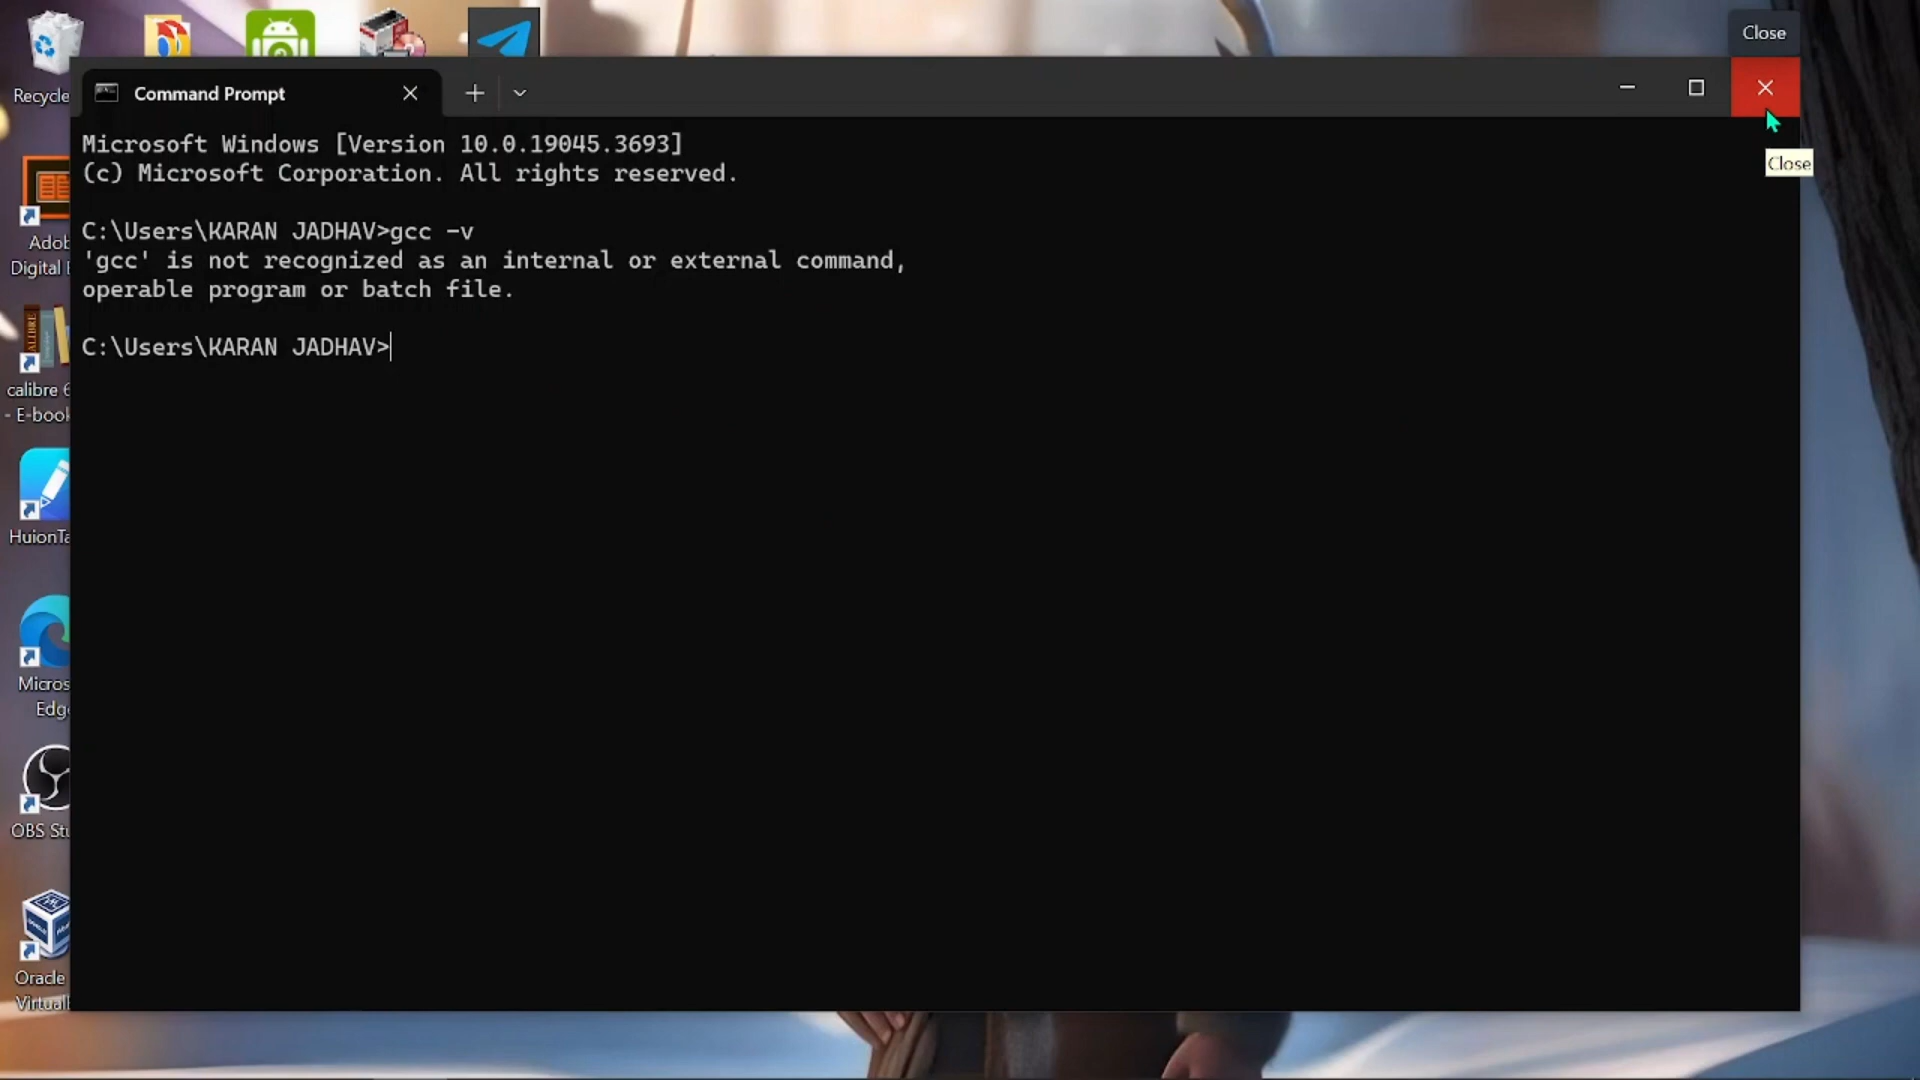 Close
Recycle
Command Prompt
Microsoft Windows [Version 10.0.19045.3693]
(c) Microsoft Corporation. All rights reserved.
Close
C:\Users\KARAN JADHAV>gcc -v
'gcc' is not recognized as an internal or external command,
operable program or batch file.
C:\Users\KARAN JADHAV>
Adob
Digital
calibre 6
- E-book
HuionTa
Micros
Edg
OBS Stu
Oracle
Virtual